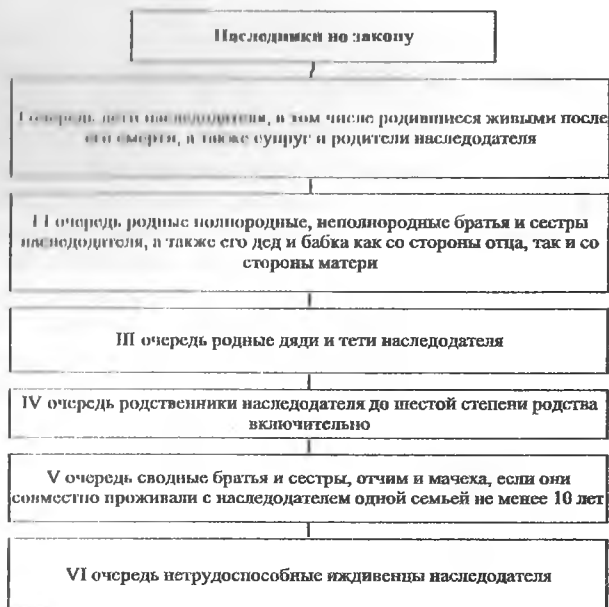 Наследники по закону
I очередь дети наследодателя, в том числе родившиеся живыми после
его смерти, а также супруг и родители наследодателя
II очередь родные полнородные, неполнородные братья и сестры
наследодателя, а также его дед и бабка как со стороны отца, так и со
стороны матери
III очередь родные дяди и тети наследодателя
IV очередь родственники наследодателя до шестой степени родства
включительно
V очередь сводные братья и сестры, отчим и мачеха, если они
совместно проживали с наследодателем одной семьей не менее 10 лет
VI очередь нетрудоспособные иждивенцы наследодателя